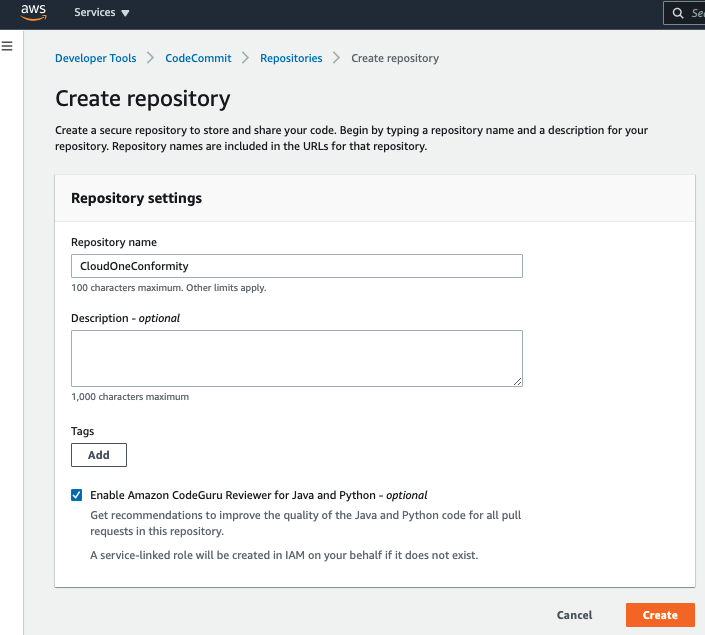 aws
Services
Developer Tools
CodeCommit
Repositories
Create repository
Create repository
Create a secure repository to store and share your code. Begin by typing a repository name and a description for your
repository. Repository names are included in the URLs for that repository.
Repository settings
Repository name
CloudOneConformity
100 characters maximum. Other limits apply.
Description - optional
1,000 characters maximum
Tags
Add
Enable Amazon CodeGuru Reviewer for Java and Python - optional
Get recommendations to improve the quality of the Java and Python code for all pull
requests in this repository.
A service-linked role will be created in IAM on your behalf if it does not exist.
Cancel
Create